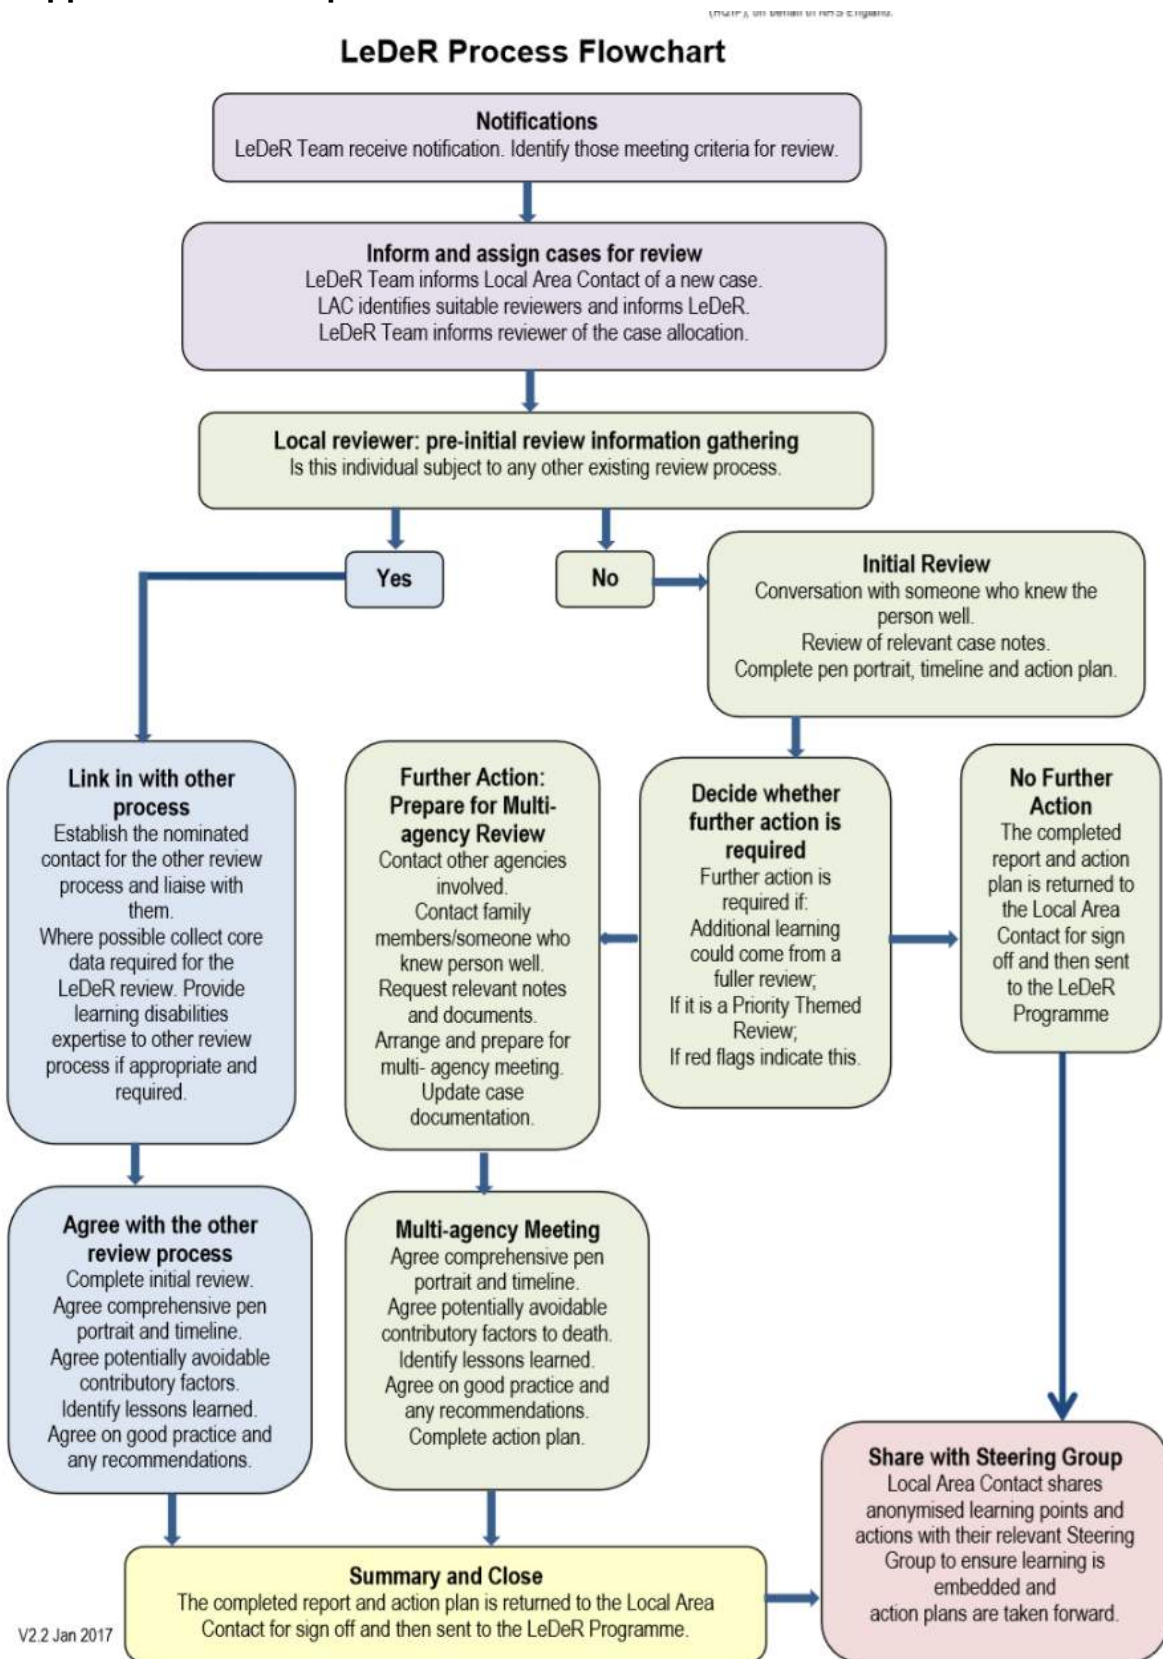 (HQIP), on behalf of NHS England.
LeDeR Process Flowchart
Notifications
LeDeR Team receive notification. Identify those meeting criteria for review.
Inform and assign cases for review
LeDeR Team informs Local Area Contact of a new case.
LAC identifies suitable reviewers and informs LeDeR.
LeDeR Team informs reviewer of the case allocation.
Local reviewer: pre-initial review information gathering
Is this individual subject to any other existing review process.
Yes
No
Initial Review
Conversation with someone who knew the
person well.
Review of relevant case notes.
Complete pen portrait, timeline and action plan.
Link in with other
process
Establish the nominated
contact for the other review
process and liaise with
them.
Where possible collect core
data required for the
LeDeR review. Provide
learning disabilities
expertise to other review
process if appropriate and
required.
Further Action:
Prepare for Multi-
agency Review
Contact other agencies
involved.
Contact family
members/someone who
knew person well.
Request relevant notes
and documents.
Arrange and prepare for
multi- agency meeting.
Update case
documentation.
Decide whether
further action is
required
Further action is
required if:
Additional learning
could come from a
fuller review;
If it is a Priority Themed
Review;
If red flags indicate this.
No Further
Action
The completed
report and action
plan is returned to
the Local Area
Contact for sign
off and then sent
to the LeDeR
Programme
Agree with the other
review process
Complete initial review.
Agree comprehensive pen
portrait and timeline.
Agree potentially avoidable
contributory factors.
Identify lessons learned.
Agree on good practice and
any recommendations.
Multi-agency Meeting
Agree comprehensive pen
portrait and timeline.
Agree potentially avoidable
contributory factors to death.
Identify lessons learned.
Agree on good practice and
any recommendations.
Complete action plan.
Share with Steering Group
Local Area Contact shares
anonymised learning points and
actions with their relevant Steering
Group to ensure learning is
embedded and
action plans are taken forward.
Summary and Close
The completed report and action plan is returned to the Local Area
Contact for sign off and then sent to the LeDeR Programme.
V2.2 Jan 2017